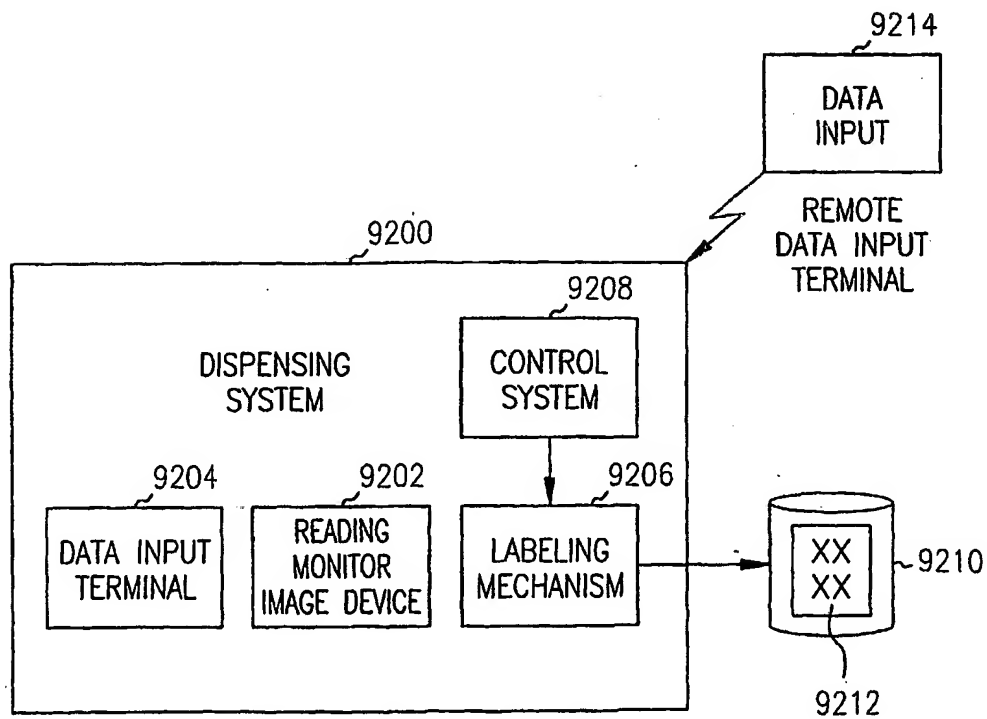 9214
DATA
INPUT
REMOTE
DATA INPUT
TERMINAL
9200
9208
DISPENSING
SYSTEM
CONTROL
SYSTEM
9204
9202
9206
DATA INPUT
TERMINAL
READING
MONITOR
IMAGE DEVICE
LABELING
MECHANISM
XX
XX
9210
9212